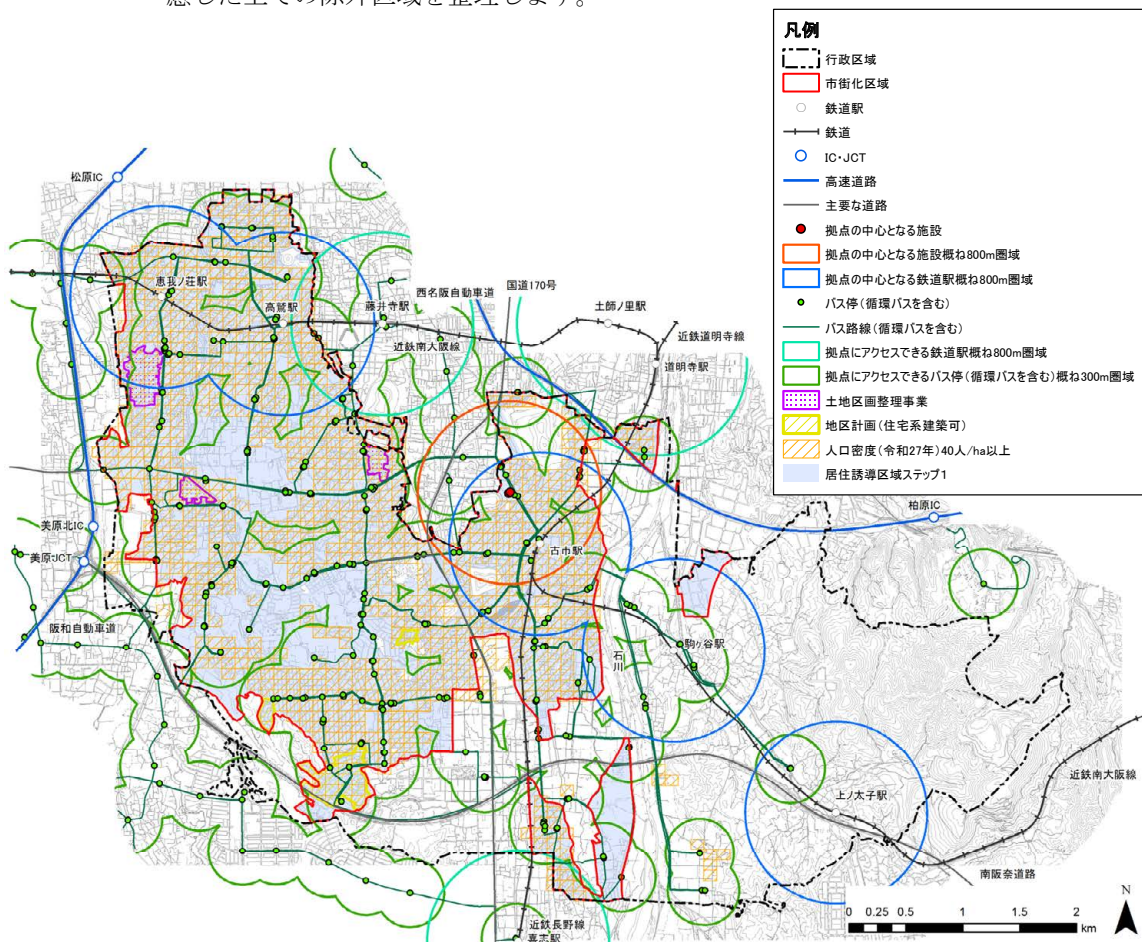 慮した上での除外区域を整理します。
凡例
行政区域
市街化区域
鉄道駅
鉄道
IC・JCT
高速道路
主要な道路
拠点の中心となる施設
拠点の中心となる施設概ね800m圏域
拠点の中心となる鉄道駅概ね800m圏域
バス停(循環バスを含む)
バス路線(循環バスを含む)
拠点にアクセスできる鉄道駅概ね800m圏域
拠点にアクセスできるバス停(循環バスを含む)概ね300m圏域
土地区画整理事業
地区計画(住宅系建築可)
人口密度(令和27年)40人/ha以上
居住誘導区域ステップ1
松原IC
恵我ノ荘駅
高鷲駅
藤井寺駅
西名阪自動車道
国道170号
土師ノ里駅
近鉄南大阪線
近鉄道明寺線
道明寺駅
柏原IC
美原北IC
美原JCT
古市駅
阪和自動車道
石川
駒ヶ谷駅
上ノ太子駅
近鉄南大阪線
南阪奈道路
近鉄長野線
喜志駅
N
0 0.25 0.5 1 1.5 2
km